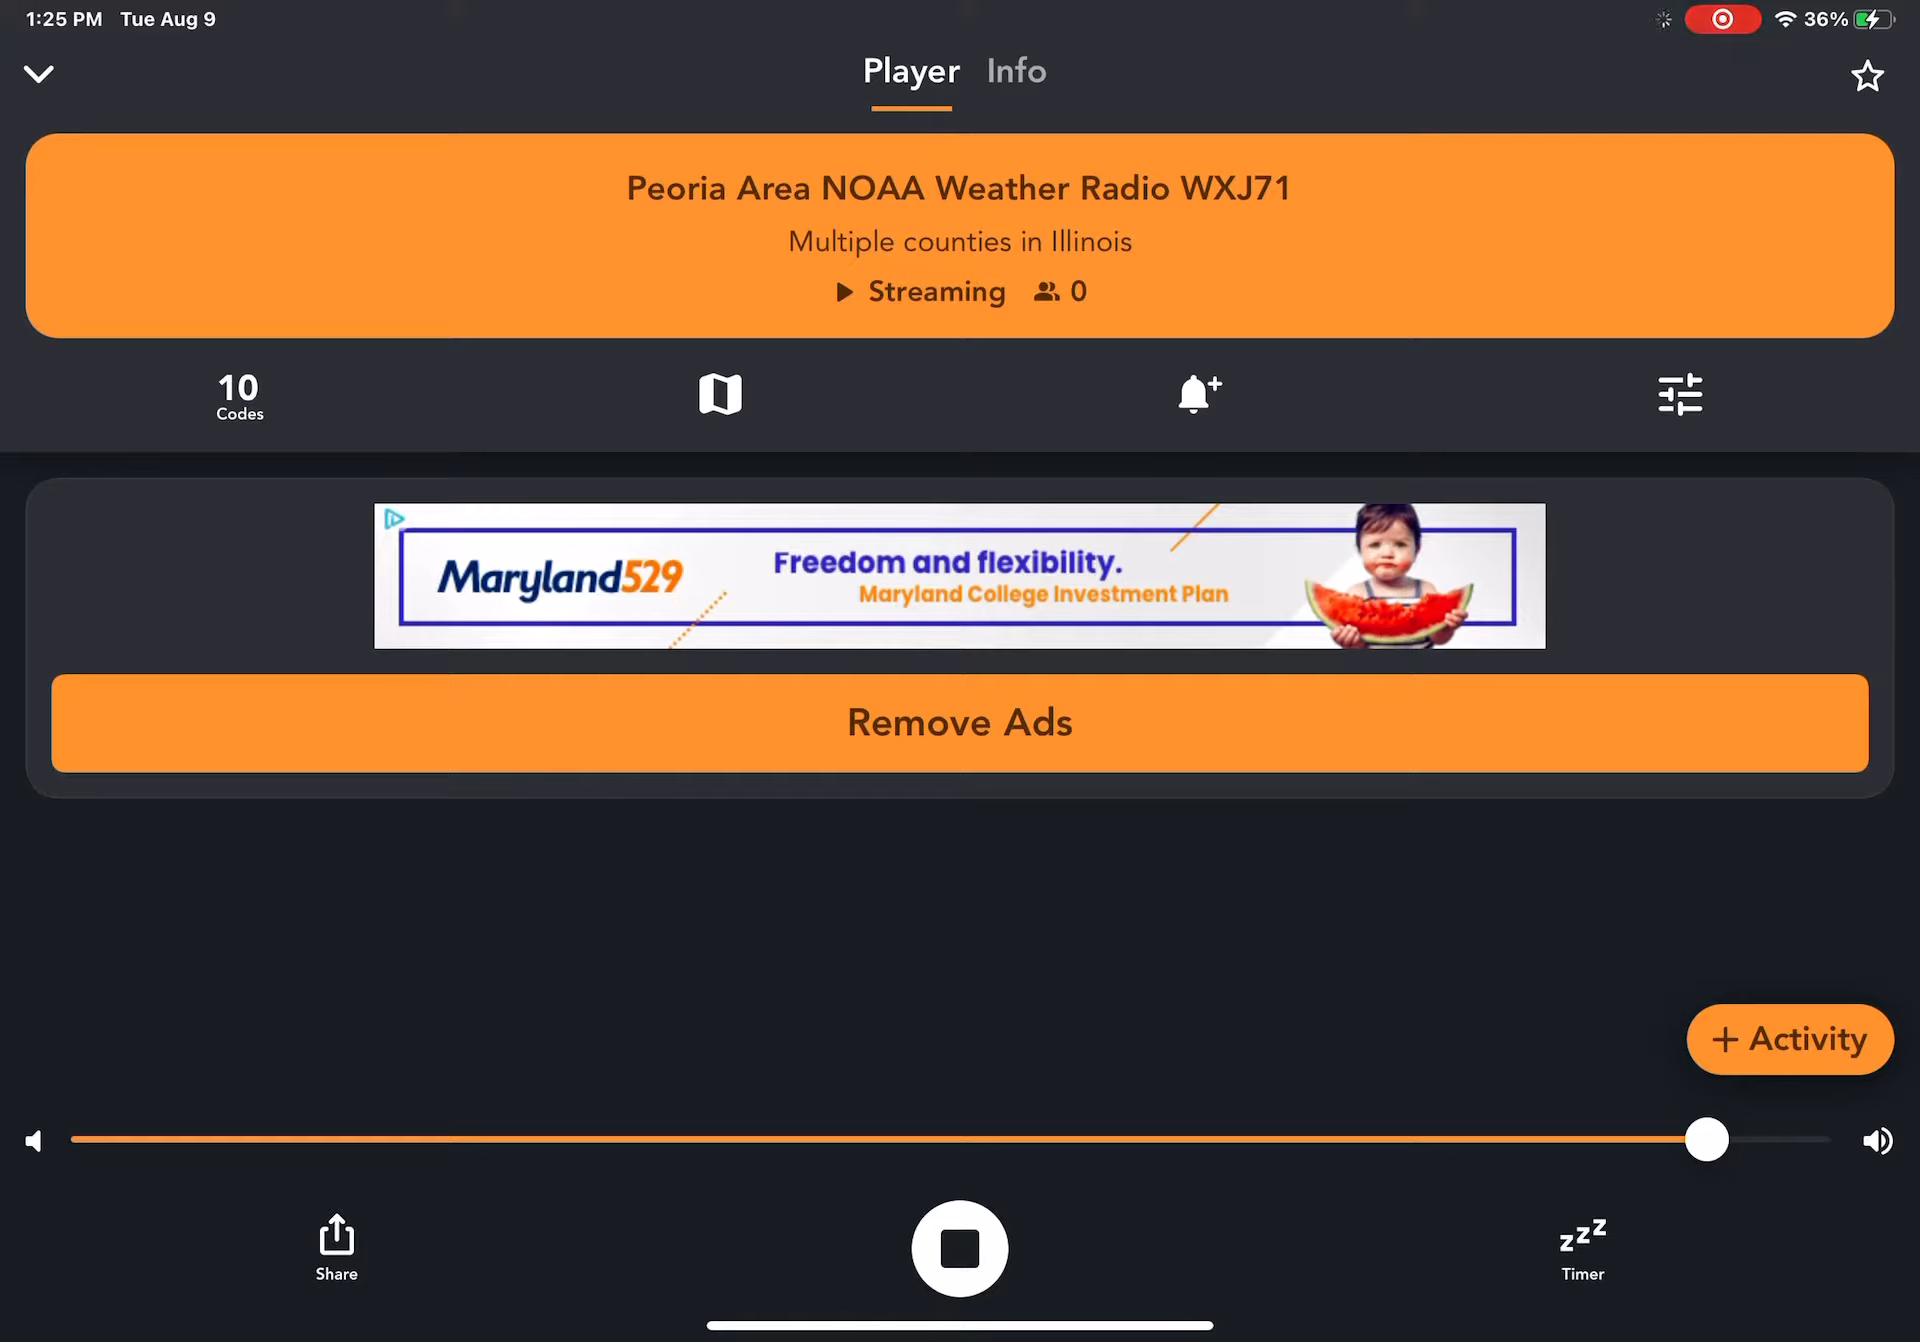 1:25 PM Tue Aug 9
36%
Player Info
Peoria Area NOAA Weather Radio WXJ71
Multiple counties in Illinois
Streaming 0
10
Codes
Maryland529
Freedom and flexibility.
Maryland College Investment Plan
Remove Ads
+ Activity
zzz
Share
Timer